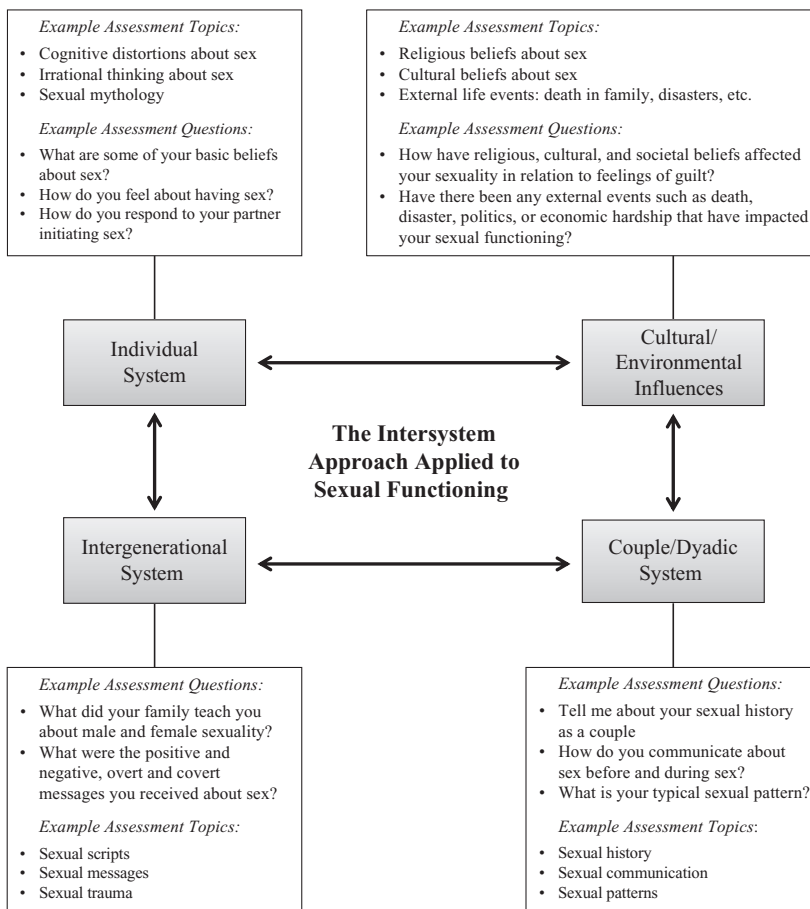 Example Assessment Topics:
• Cognitive distortions about sex
• Irrational thinking about sex
• Sexual mythology
Example Assessment Questions:
• What are some of your basic beliefs
about sex?
• How do you feel about having sex?
• How do you respond to your partner
initiating sex?
Example Assessment Topics:
• Religious beliefs about sex
• Cultural beliefs about sex
• External life events: death in family, disasters, etc.
Example Assessment Questions:
• How have religious, cultural, and societal beliefs affected
your sexuality in relation to feelings of guilt?
• Have there been any external events such as death,
disaster, politics, or economic hardship that have impacted
your sexual functioning?
Individual
System
Cultural/
Environmental
Influences
The Intersystem
Approach Applied to
Sexual Functioning
Intergenerational
System
Couple/Dyadic
System
Example Assessment Questions:
• What did your family teach you
about male and female sexuality?
• What were the positive and
negative, overt and covert
messages you received about sex?
Example Assessment Topics:
• Sexual scripts
• Sexual messages
• Sexual trauma
Example Assessment Questions:
• Tell me about your sexual history
as a couple
• How do you communicate about
sex before and during sex?
• What is your typical sexual pattern?
Example Assessment Topics:
• Sexual history
• Sexual communication
• Sexual patterns